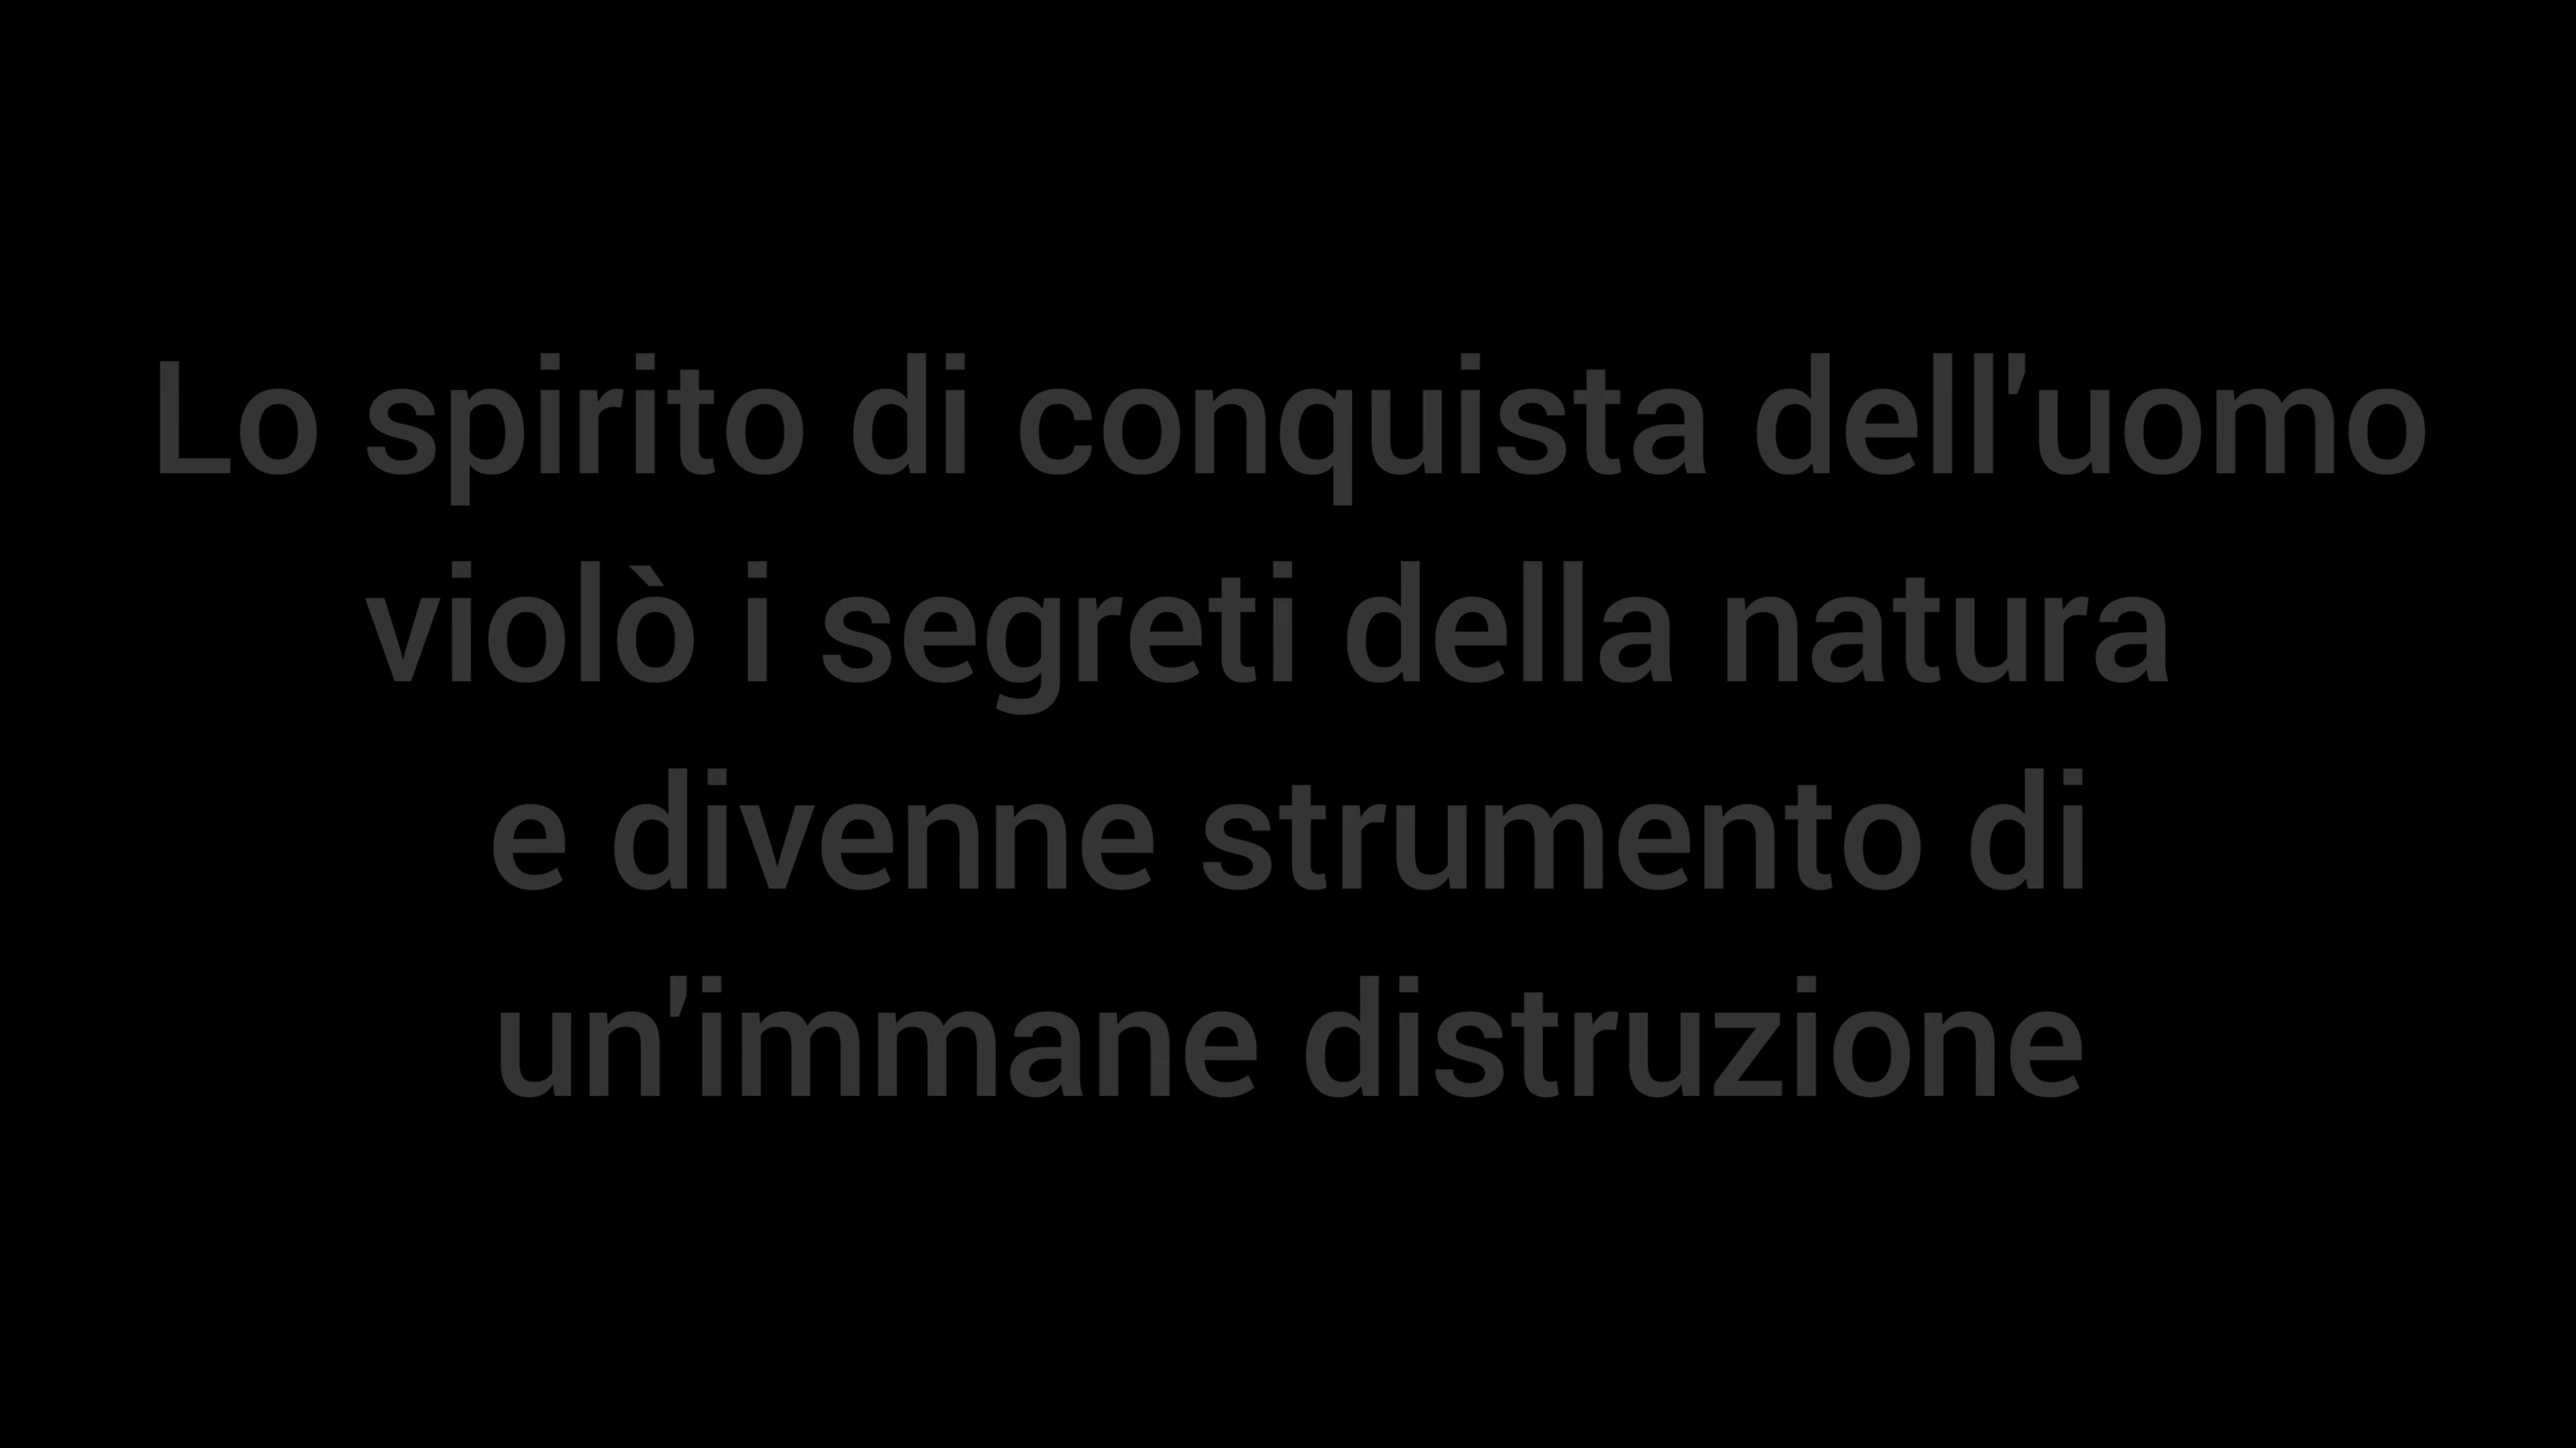 Lo spirito di conquista dell'uomo
violò i segreti della natura
e divenne strumento di
un'immane distruzione